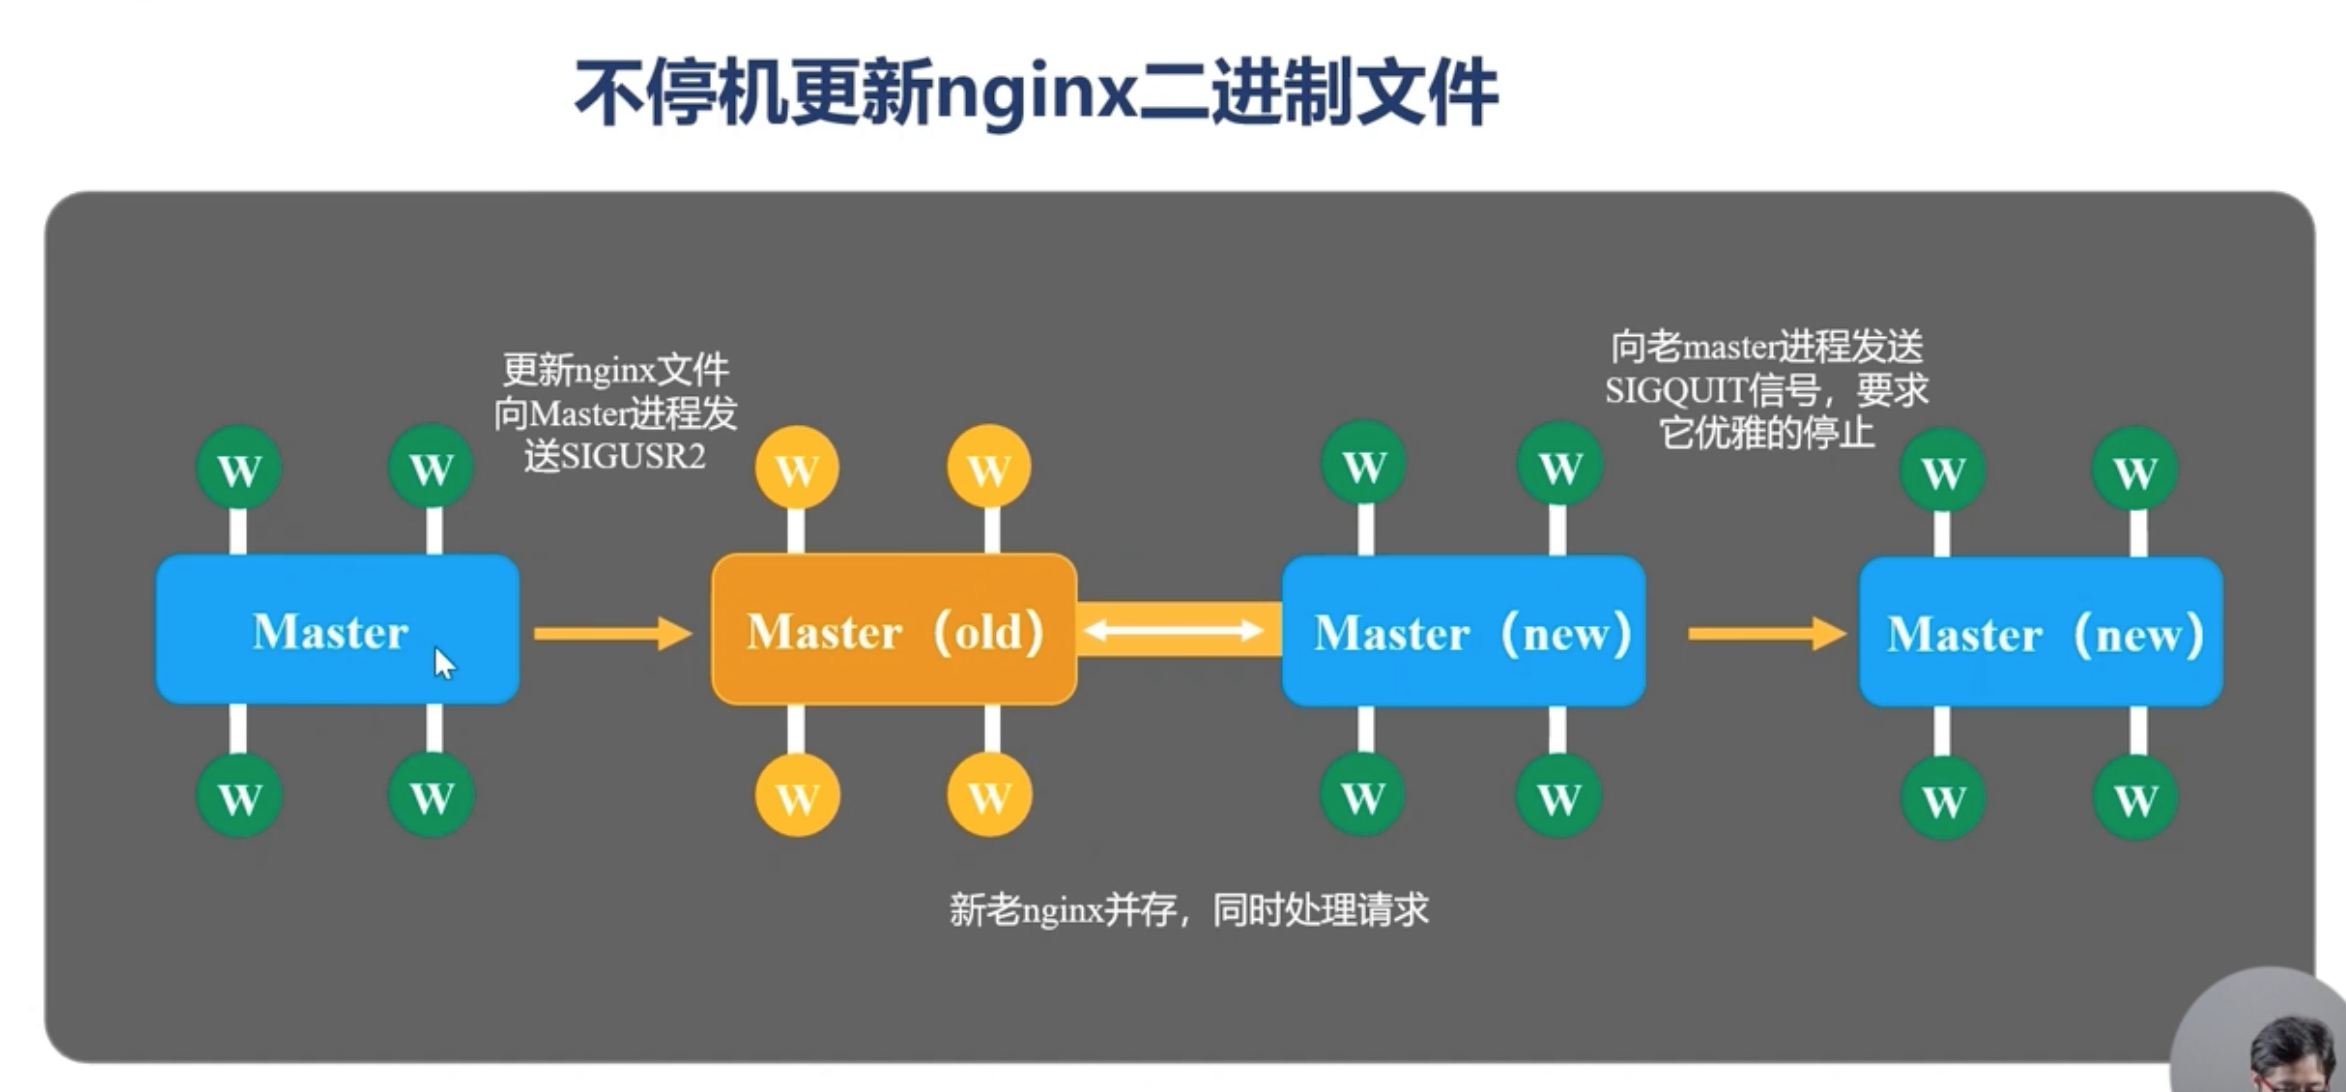 不停机更新nginx二进制文件
更新nginx文件
向Master进程发
送SIGUSR2
向老master进程发送
SIGQUIT信号，要求
它优雅的停止
W
W
W
W
W
W
W
W
Master
Master（old）
Master（new）
Master（new）
W
W
W
W
W
W
W
W
新老nginx并存，同时处理请求